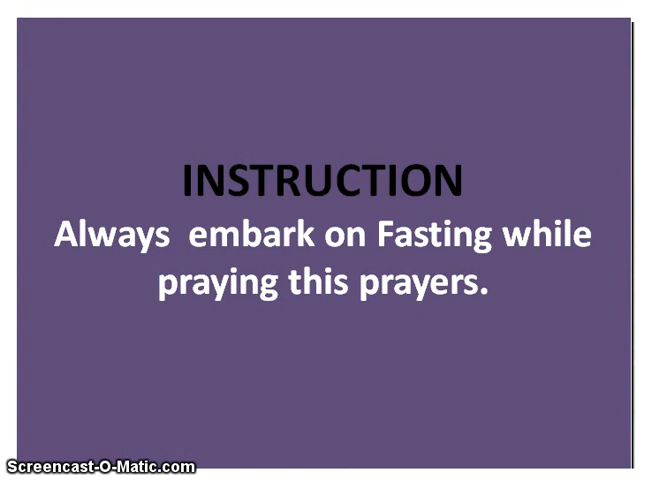 INSTRUCTION
Always  embark on Fasting while
praying this prayers.
Screencast-O-Matic.com